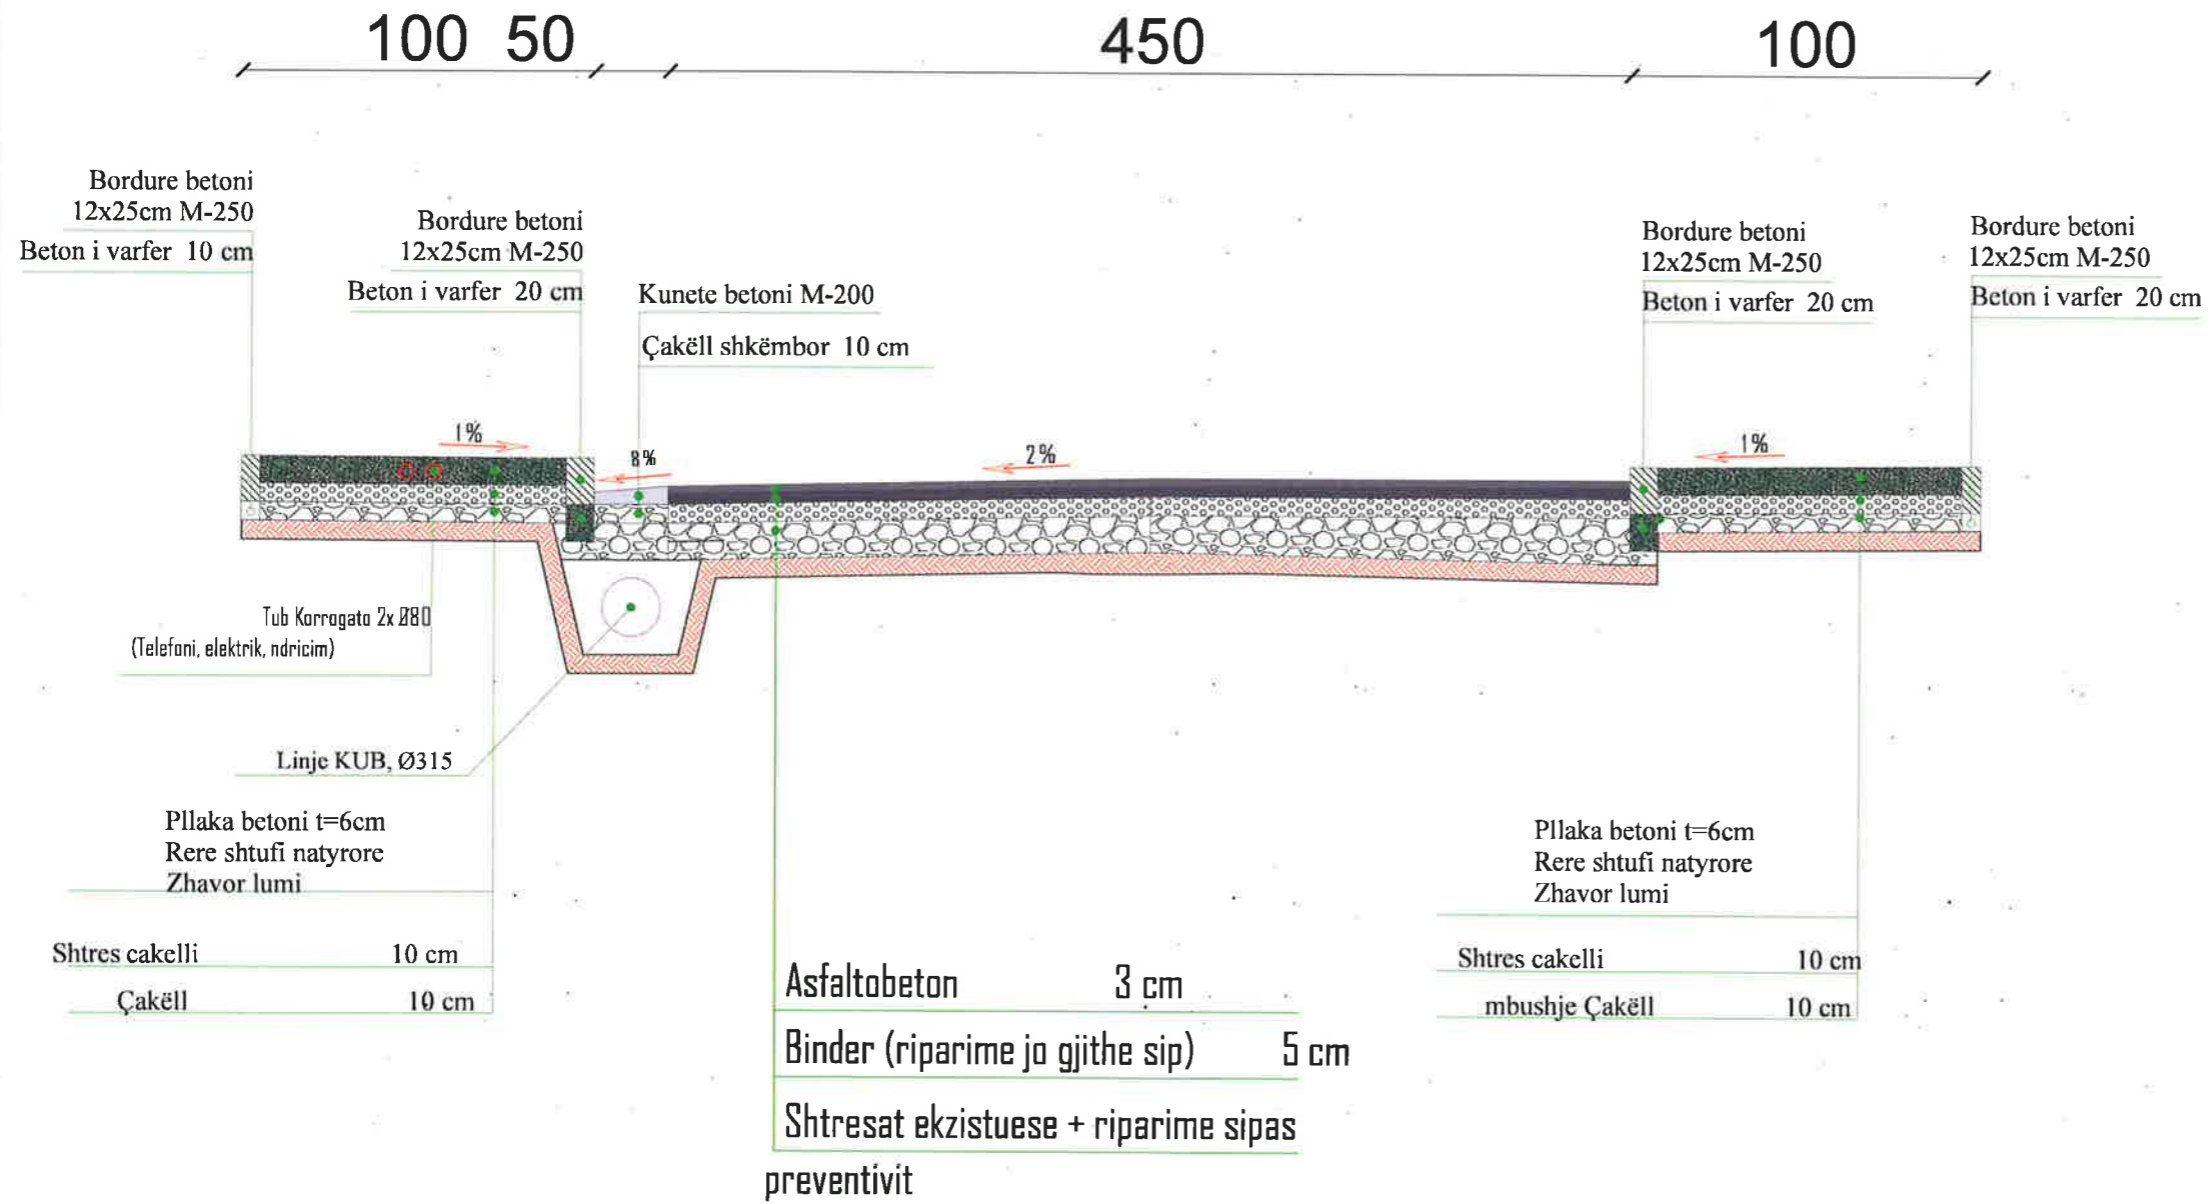 100 50 450 100
Bordure betoni
12x25cm M-250
Beton i varfer 10 cm
Bordure betoni
12x25cm M-250
Beton i varfer 20 cm
Kunete betoni M-200
Çakëll shkëmbor 10 cm
Bordure betoni
12x25cm M-250
Beton i varfer 20 cm
Bordure betoni
12x25cm M-250
Beton i varfer 20 cm
1%
8%
2%
1%
Tub Korrogato 2x Ø80
(Telefoni, elektrik, ndricim)
Linje KUB, Ø315
Pllaka betoni t=6cm
Rere shtufi natyrore
Zhavor lumi
Shtres cakelli 10 cm
Çakëll 10 cm
Asfaltobeton 3 cm
Binder (riparime jo gjithe sip) 5 cm
Shtresat ekzistuese + riparime sipas
preventivit
Pllaka betoni t=6cm
Rere shtufi natyrore
Zhavor lumi
Shtres cakelli 10 cm
mbushje Çakëll 10 cm